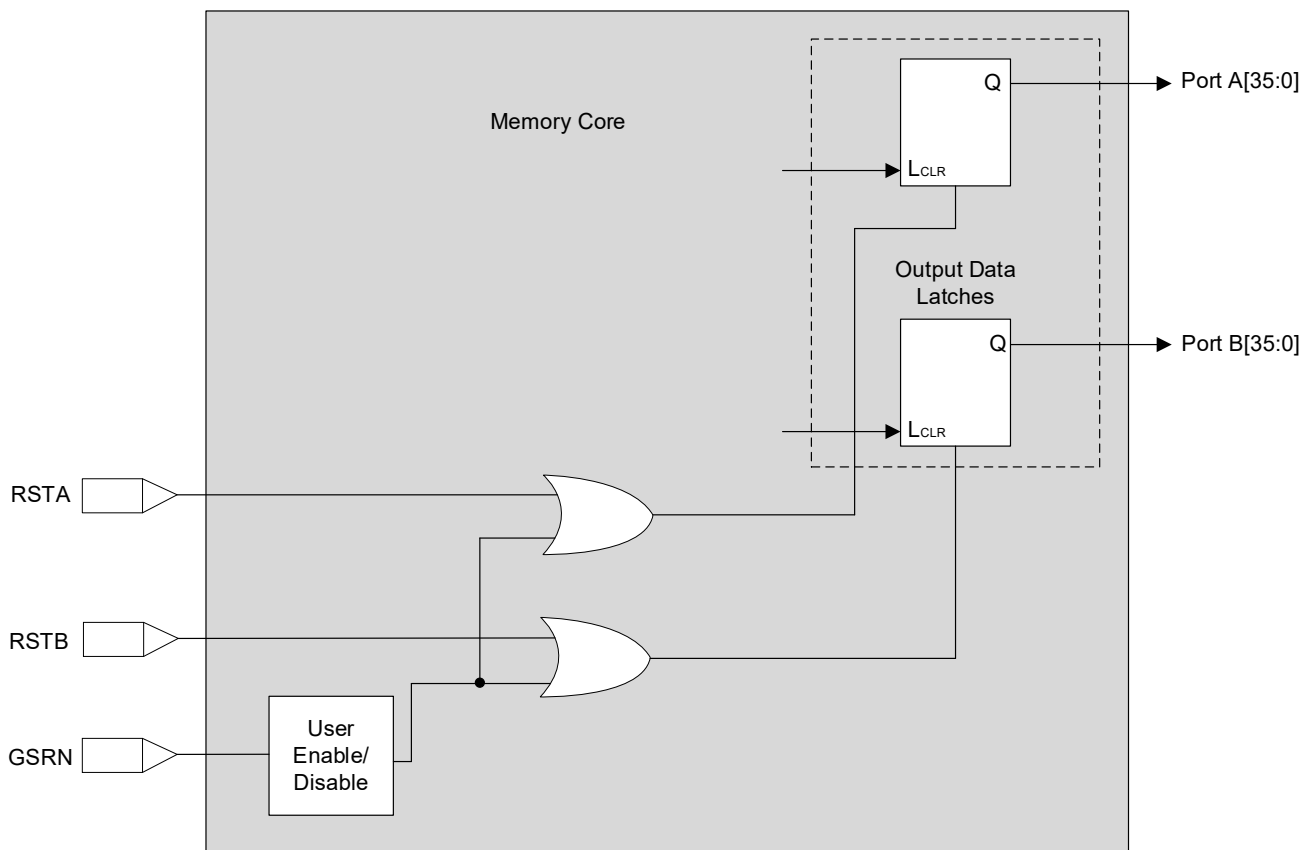 Q
Port A[35:0]
Memory Core
LCLR
Output Data
Latches
Q
Port B[35:0]
LCLR
RSTA
RSTB
User
Enable/
Disable
GSRN